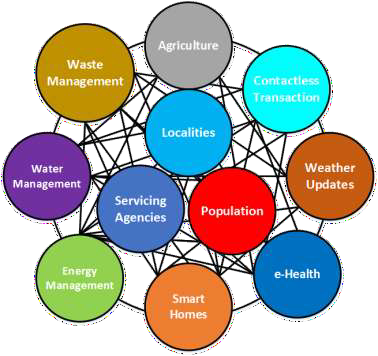 Agriculture
Waste
Management
Contactless
Transaction
Localities
Water
Management
Weather
Updates
Servicing
Agencies
Population
Energy
Management
e-Health
Smart
Homes